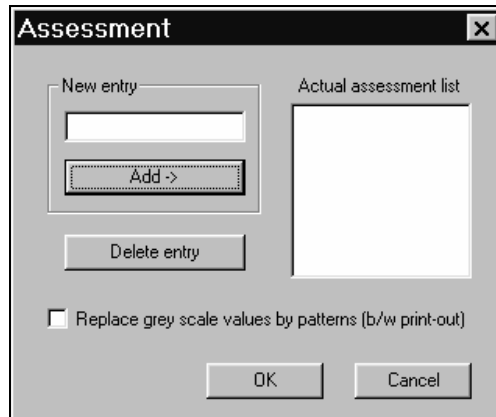 Assessment
New entry
Actual assessment list
Add ->
Delete entry
Replace grey scale values by patterns (b/w print-out)
OK
Cancel